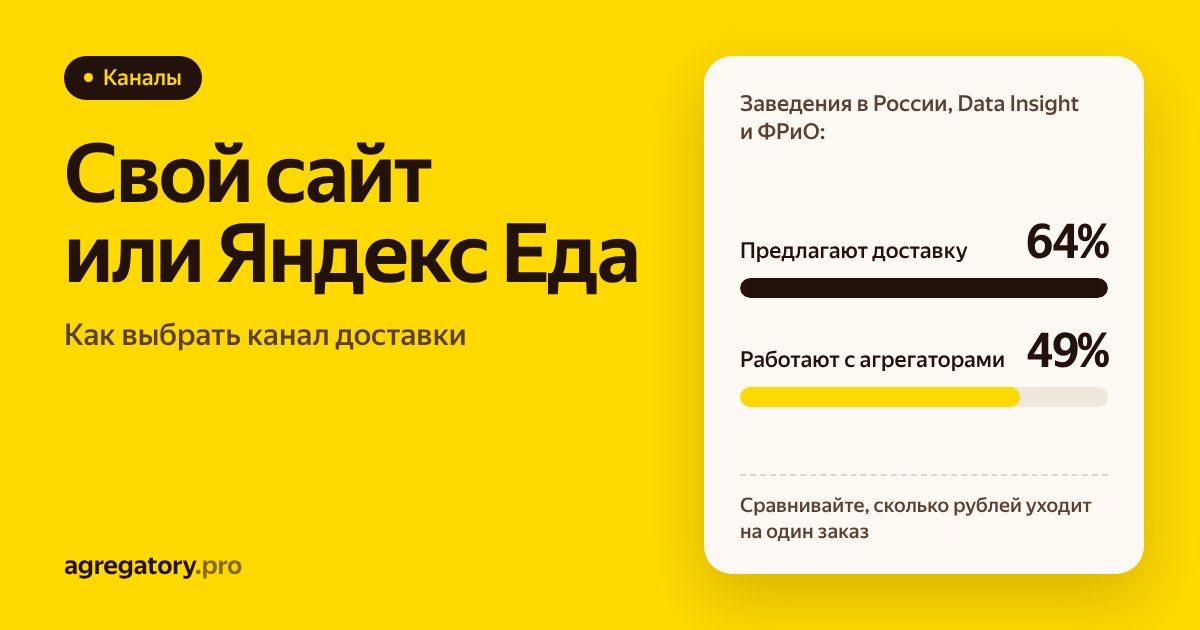 Каналы
Свой сайт
или Яндекс Еда
Как выбрать канал доставки
agregatory.pro
Заведения в России, Data Insight
и ФРиО:
Предлагают доставку 64%
Работают с агрегаторами 49%
Сравнивайте, сколько рублей уходит
на один заказ